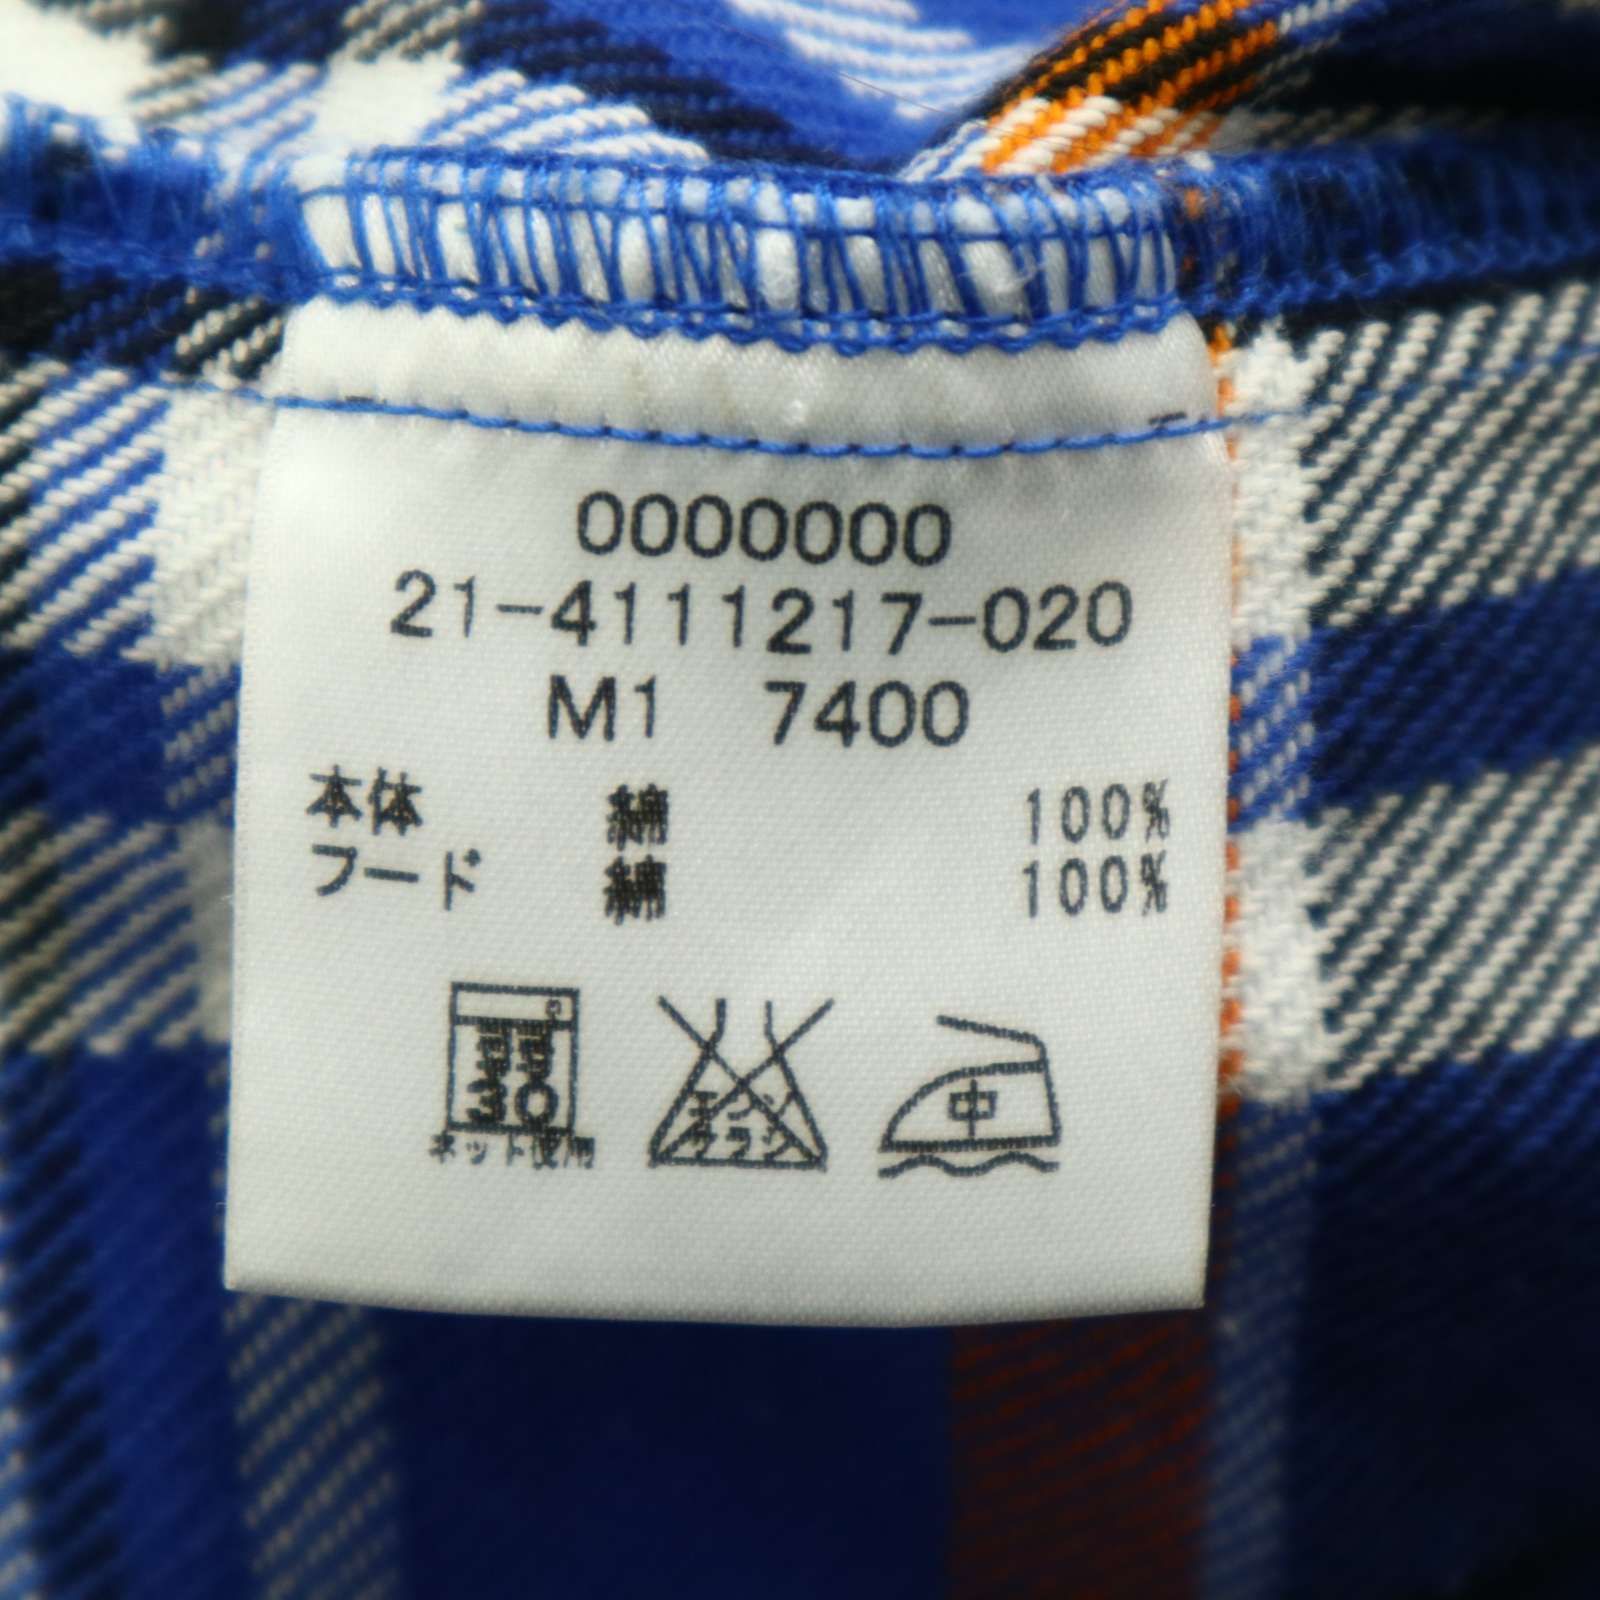 0000000
21-4111217-020
M1 7400
本体 綿 100%
フード 綿 100%
30
ネット使用
エンソ
サラシ
中